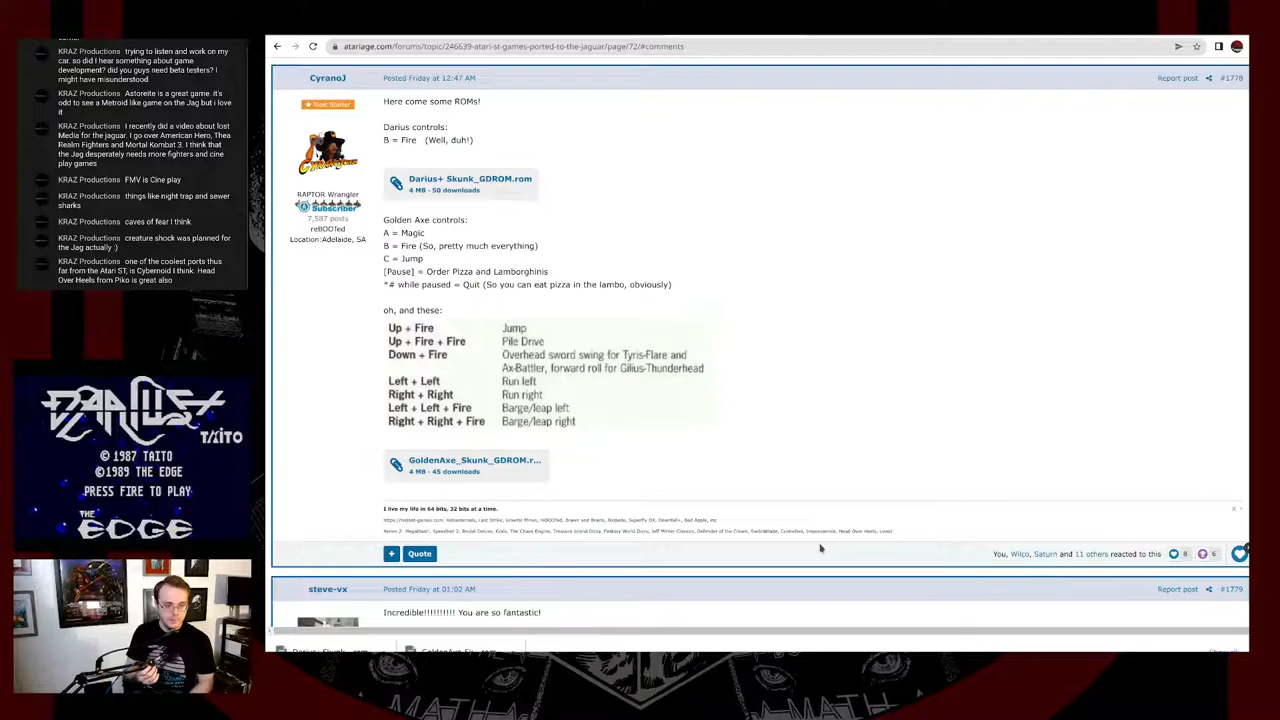 KRAZ Productions trying to listen and work on my
car. so did I hear something about game
development? did you guys need beta testers? I
might have misunderstood
KRAZ Productions Astoreite is a great game. it's
odd to see a Metroid like game on the Jag but i love
it
KRAZ Productions I recently did a video about lost
Media for the jaguar. I go over American Hero, Thea
Realm Fighters and Mortal Kombat 3. I think that
the Jag desperately needs more fighters and cine
play games
KRAZ Productions FMV is Cine play
KRAZ Productions things like night trap and sewer
sharks
KRAZ Productions caves of fear I think
KRAZ Productions creature shock was planned for
the Jag actually :)
KRAZ Productions one of the coolest ports thus
far from the Atari ST, is Cybernoid I think. Head
Over Heels from Piko is great also
DARIUS+
TAITO
© 1987 TAITO
©1989 THE EDGE
PRESS FIRE TO PLAY
THE
EDGE
atariage.com/forums/topic/246639-atari-st-games-ported-to-the-jaguar/page/72/#comments
CyranoJ
Posted Friday at 12:47 AM
Report post
#1778
Topic Starter
RAPTOR Wrangler
Subscriber
7,587 posts
reBOOTed
Location:Adelaide, SA
Here come some ROMs!
Darius controls:
B = Fire (Well, duh!)
Darius+ Skunk_GDROM.rom
4 MB · 50 downloads
Golden Axe controls:
A = Magic
B = Fire (So, pretty much everything)
C = Jump
[Pause] = Order Pizza and Lamborghinis
*# while paused = Quit (So you can eat pizza in the lambo, obviously)
oh, and these:
Up + Fire Jump
Up + Fire + Fire Pile Drive
Down + Fire Overhead sword swing for Tyris-Flare and
Ax-Battler, forward roll for Gilius-Thunderhead
Left + Left Run left
Right + Right Run right
Left + Left + Fire Barge/leap left
Right + Right + Fire Barge/leap right
GoldenAxe_Skunk_GDROM.r...
4 MB · 45 downloads
I live my life in 64 bits, 32 bits at a time.
+ Quote
You, Wilco, Saturn and 11 others reacted to this
8
6
steve-vx
Posted Friday at 01:02 AM
Report post
#1779
Incredible!!!!!!!!!! You are so fantastic!